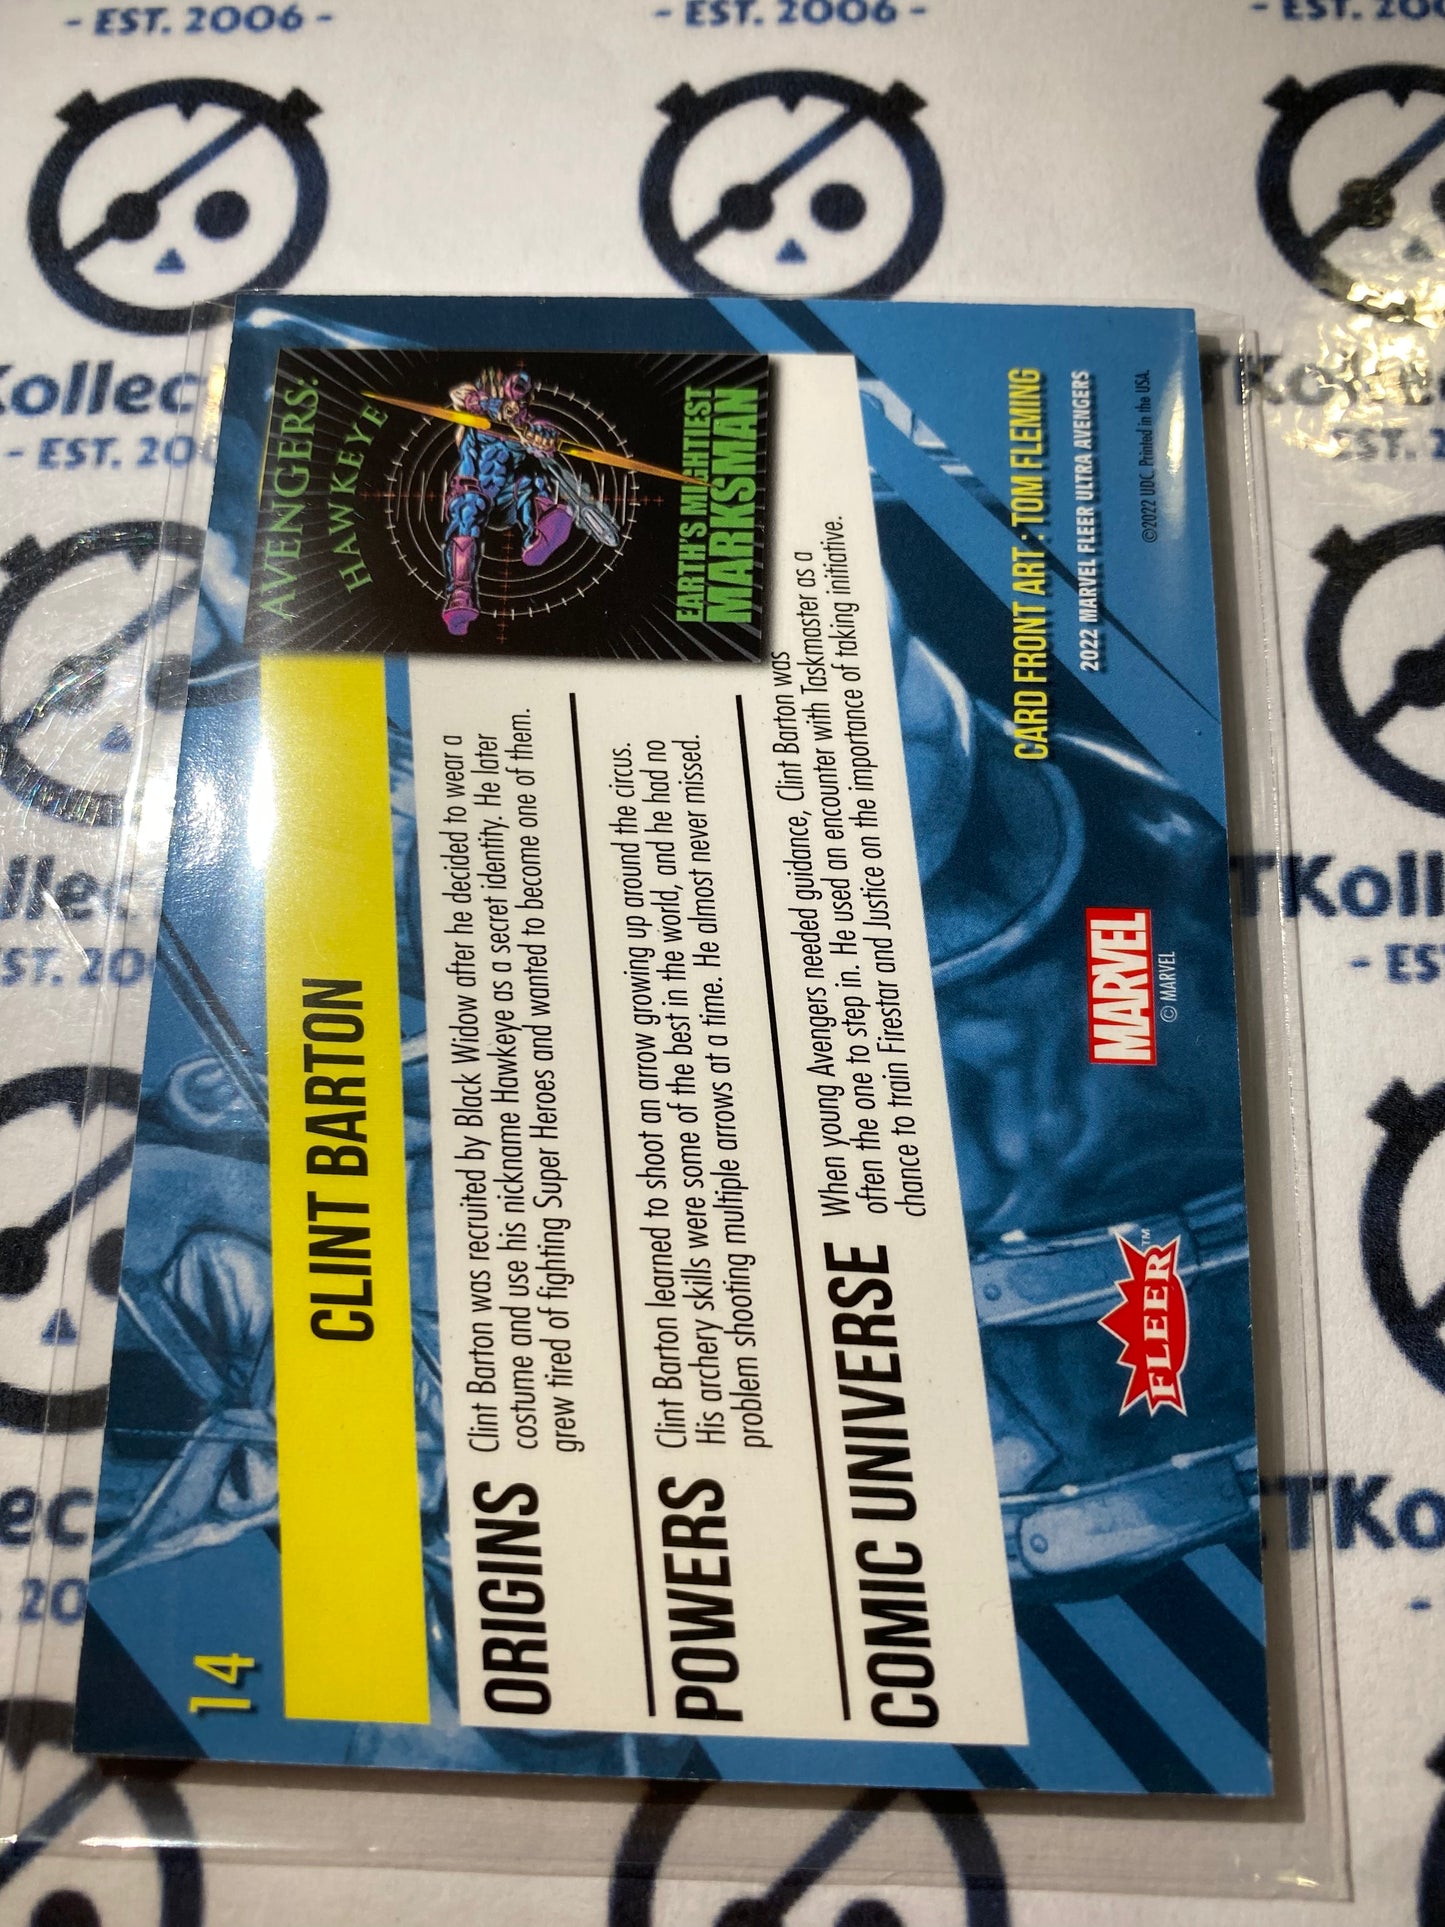 14
CLINT BARTON
AVENGERS:
HAWKEYE
EARTH'S MIGHTIEST
MARKSMAN
ORIGINS
Clint Barton was recruited by Black Widow after he decided to wear a
costume and use his nickname Hawkeye as a secret identity. He later
grew tired of fighting Super Heroes and wanted to become one of them.
POWERS
Clint Barton learned to shoot an arrow growing up around the circus.
His archery skills were some of the best in the world, and he had no
problem shooting multiple arrows at a time. He almost never missed.
COMIC UNIVERSE
When young Avengers needed guidance, Clint Barton was
often the one to step in. He used an encounter with Taskmaster as a
chance to train Firestar and Justice on the importance of taking initiative.
FLEER™
MARVEL
© MARVEL
CARD FRONT ART : TOM FLEMING
2022 MARVEL FLEER ULTRA AVENGERS
©2022 UDC. Printed in the USA.
- EST. 2006 -
- EST. 2006 -